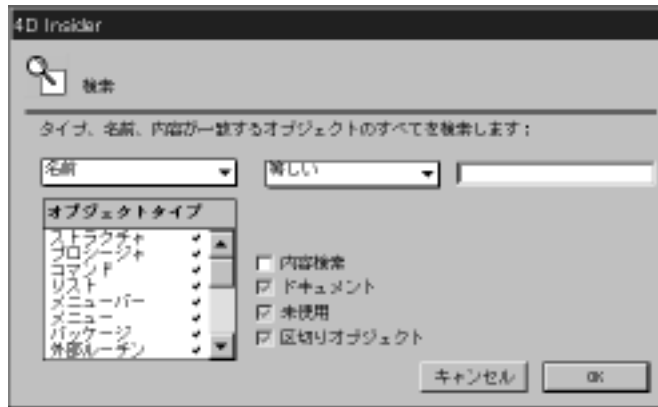 4D Insider
検索
タイプ、名前、内容が一致するオブジェクトのすべてを検索します：
名前 等しい
オブジェクトタイプ
ストラクチャ
プロシージャ
コマンド
リスト
メニューバー
メニュー
パッケージ
外部ルーチン
内容検索
ドキュメント
未使用
区切りオブジェクト
キャンセル OK